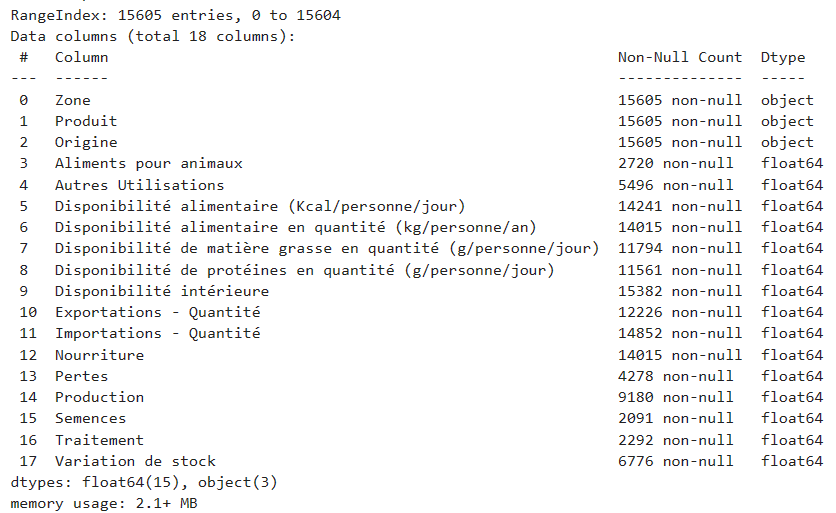 RangeIndex: 15605 entries, 0 to 15604
Data columns (total 18 columns):
 #   Column                                                        Non-Null Count  Dtype
---  ------                                                        --------------  -----
 0   Zone                                                          15605 non-null  object
 1   Produit                                                       15605 non-null  object
 2   Origine                                                       15605 non-null  object
 3   Aliments pour animaux                                         2720 non-null   float64
 4   Autres Utilisations                                           5496 non-null   float64
 5   Disponibilité alimentaire (Kcal/personne/jour)                14241 non-null  float64
 6   Disponibilité alimentaire en quantité (kg/personne/an)        14015 non-null  float64
 7   Disponibilité de matière grasse en quantité (g/personne/jour)  11794 non-null  float64
 8   Disponibilité de protéines en quantité (g/personne/jour)      11561 non-null  float64
 9   Disponibilité intérieure                                      15382 non-null  float64
 10  Exportations - Quantité                                       12226 non-null  float64
 11  Importations - Quantité                                       14852 non-null  float64
 12  Nourriture                                                    14015 non-null  float64
 13  Pertes                                                        4278 non-null   float64
 14  Production                                                    9180 non-null   float64
 15  Semences                                                      2091 non-null   float64
 16  Traitement                                                    2292 non-null   float64
 17  Variation de stock                                            6776 non-null   float64
dtypes: float64(15), object(3)
memory usage: 2.1+ MB